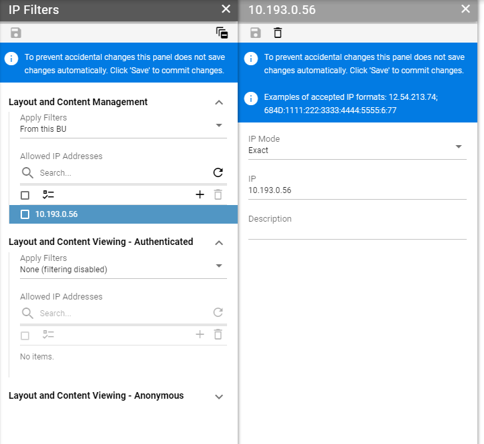 IP Filters
To prevent accidental changes this panel does not save
changes automatically. Click 'Save' to commit changes.
Layout and Content Management
Apply Filters
From this BU
Allowed IP Addresses
Search...
10.193.0.56
Layout and Content Viewing - Authenticated
Apply Filters
None (filtering disabled)
Allowed IP Addresses
Search...
No items.
Layout and Content Viewing - Anonymous
10.193.0.56
To prevent accidental changes this panel does not save
changes automatically. Click 'Save' to commit changes.
Examples of accepted IP formats: 12.54.213.74;
684D:1111:222:3333:4444:5555:6:77
IP Mode
Exact
IP
10.193.0.56
Description